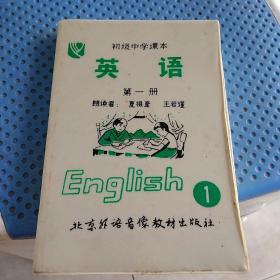 初级中学课本
英语
第一册
朗读者：夏祖煃 王若瑾
English 1
北京外语音像教材出版社